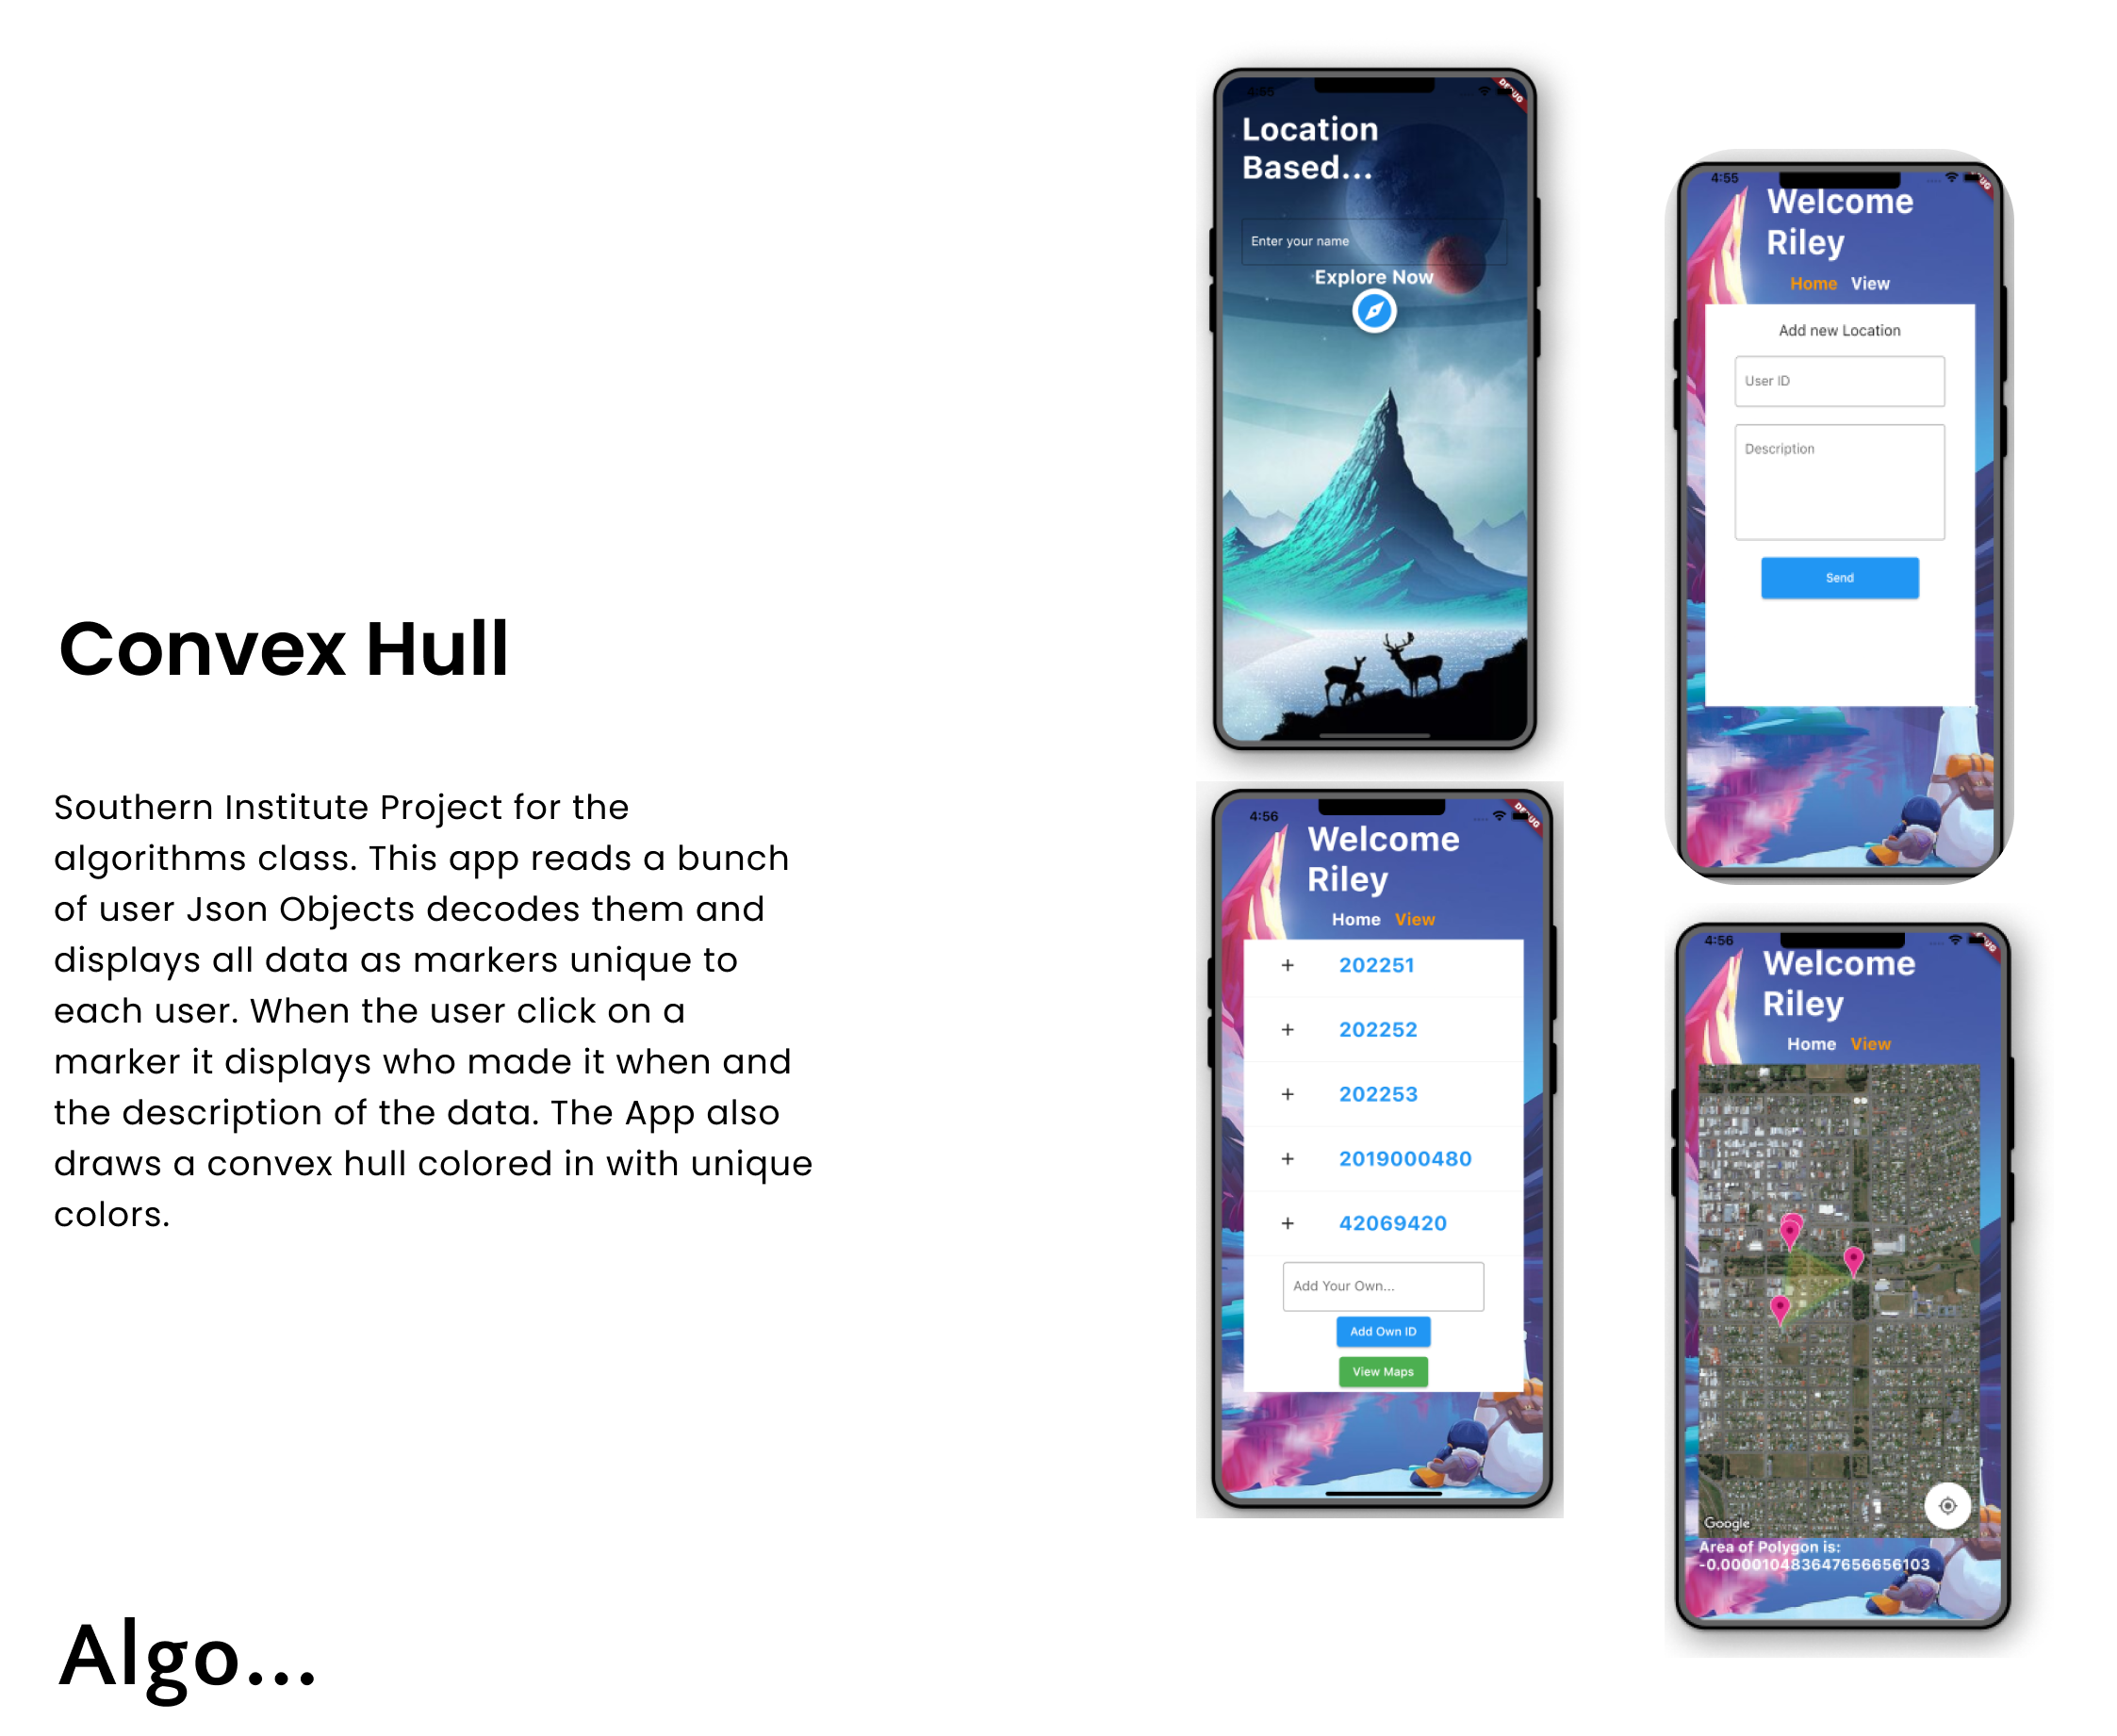 Convex Hull
Southern Institute Project for the
algorithms class. This app reads a bunch
of user Json Objects decodes them and
displays all data as markers unique to
each user. When the user click on a
marker it displays who made it when and
the description of the data. The App also
draws a convex hull colored in with unique
colors.
Algo...
4:55
DEBUG
Location
Based...
Enter your name
Explore Now
4:55
Welcome
Riley
Home View
Add new Location
User ID
Description
Send
4:56
Welcome
Riley
Home View
+ 202251
+ 202252
+ 202253
+ 2019000480
+ 42069420
Add Your Own...
Add Own ID
View Maps
4:56
Welcome
Riley
Home View
Google
Area of Polygon is:
-0.000010483647656656103